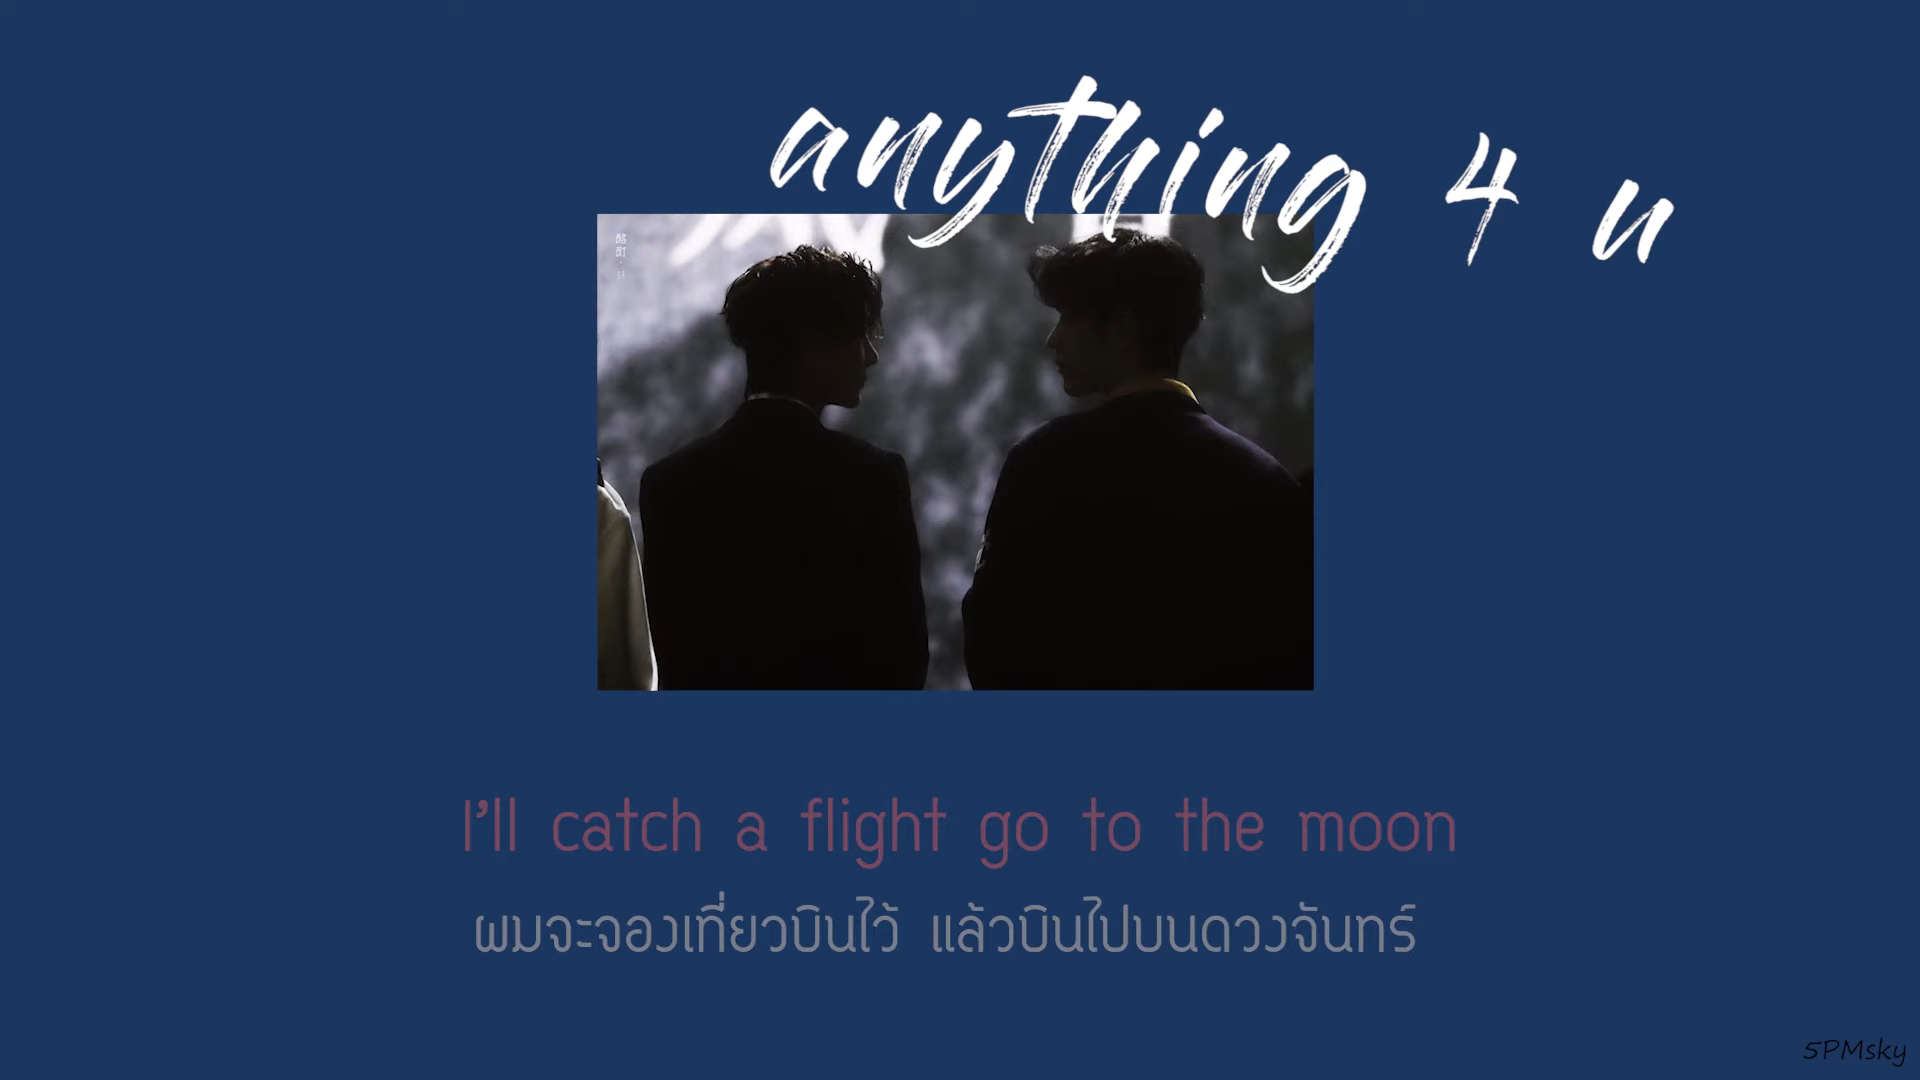 anything 4 u
酩酊
I'll catch a flight go to the moon
ผมจะจองเที่ยวบินไว้ แล้วบินไปบนดวงจันทร์
5PMsky